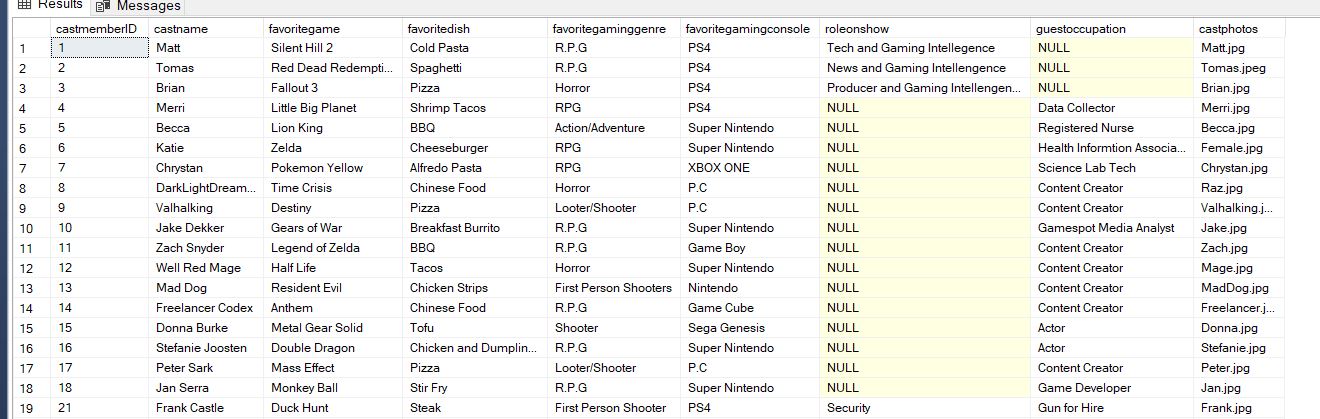 Results Messages
castmemberID castname favoritegame favoritedish favoritegaminggenre favoritegamingconsole roleonshow guestoccupation castphotos
1 1 Matt Silent Hill 2 Cold Pasta R.P.G PS4 Tech and Gaming Intellegence NULL Matt.jpg
2 2 Tomas Red Dead Redempti... Spaghetti R.P.G PS4 News and Gaming Intellengence NULL Tomas.jpeg
3 3 Brian Fallout 3 Pizza Horror PS4 Producer and Gaming Intellengen... NULL Brian.jpg
4 4 Merri Little Big Planet Shrimp Tacos RPG PS4 NULL Data Collector Merri.jpg
5 5 Becca Lion King BBQ Action/Adventure Super Nintendo NULL Registered Nurse Becca.jpg
6 6 Katie Zelda Cheeseburger RPG Super Nintendo NULL Health Informtion Associa... Female.jpg
7 7 Chrystan Pokemon Yellow Alfredo Pasta RPG XBOX ONE NULL Science Lab Tech Chrystan.jpg
8 8 DarkLightDream... Time Crisis Chinese Food Horror P.C NULL Content Creator Raz.jpg
9 9 Valhalking Destiny Pizza Looter/Shooter P.C NULL Content Creator Valhalking.j...
10 10 Jake Dekker Gears of War Breakfast Burrito R.P.G Super Nintendo NULL Gamespot Media Analyst Jake.jpg
11 11 Zach Snyder Legend of Zelda BBQ R.P.G Game Boy NULL Content Creator Zach.jpg
12 12 Well Red Mage Half Life Tacos Horror Super Nintendo NULL Content Creator Mage.jpg
13 13 Mad Dog Resident Evil Chicken Strips First Person Shooters Nintendo NULL Content Creator MadDog.jpg
14 14 Freelancer Codex Anthem Chinese Food R.P.G Game Cube NULL Content Creator Freelancer.j...
15 15 Donna Burke Metal Gear Solid Tofu Shooter Sega Genesis NULL Actor Donna.jpg
16 16 Stefanie Joosten Double Dragon Chicken and Dumplin... R.P.G Super Nintendo NULL Actor Stefanie.jpg
17 17 Peter Sark Mass Effect Pizza Looter/Shooter P.C NULL Content Creator Peter.jpg
18 18 Jan Serra Monkey Ball Stir Fry R.P.G Super Nintendo NULL Game Developer Jan.jpg
19 21 Frank Castle Duck Hunt Steak First Person Shooter PS4 Security Gun for Hire Frank.jpg